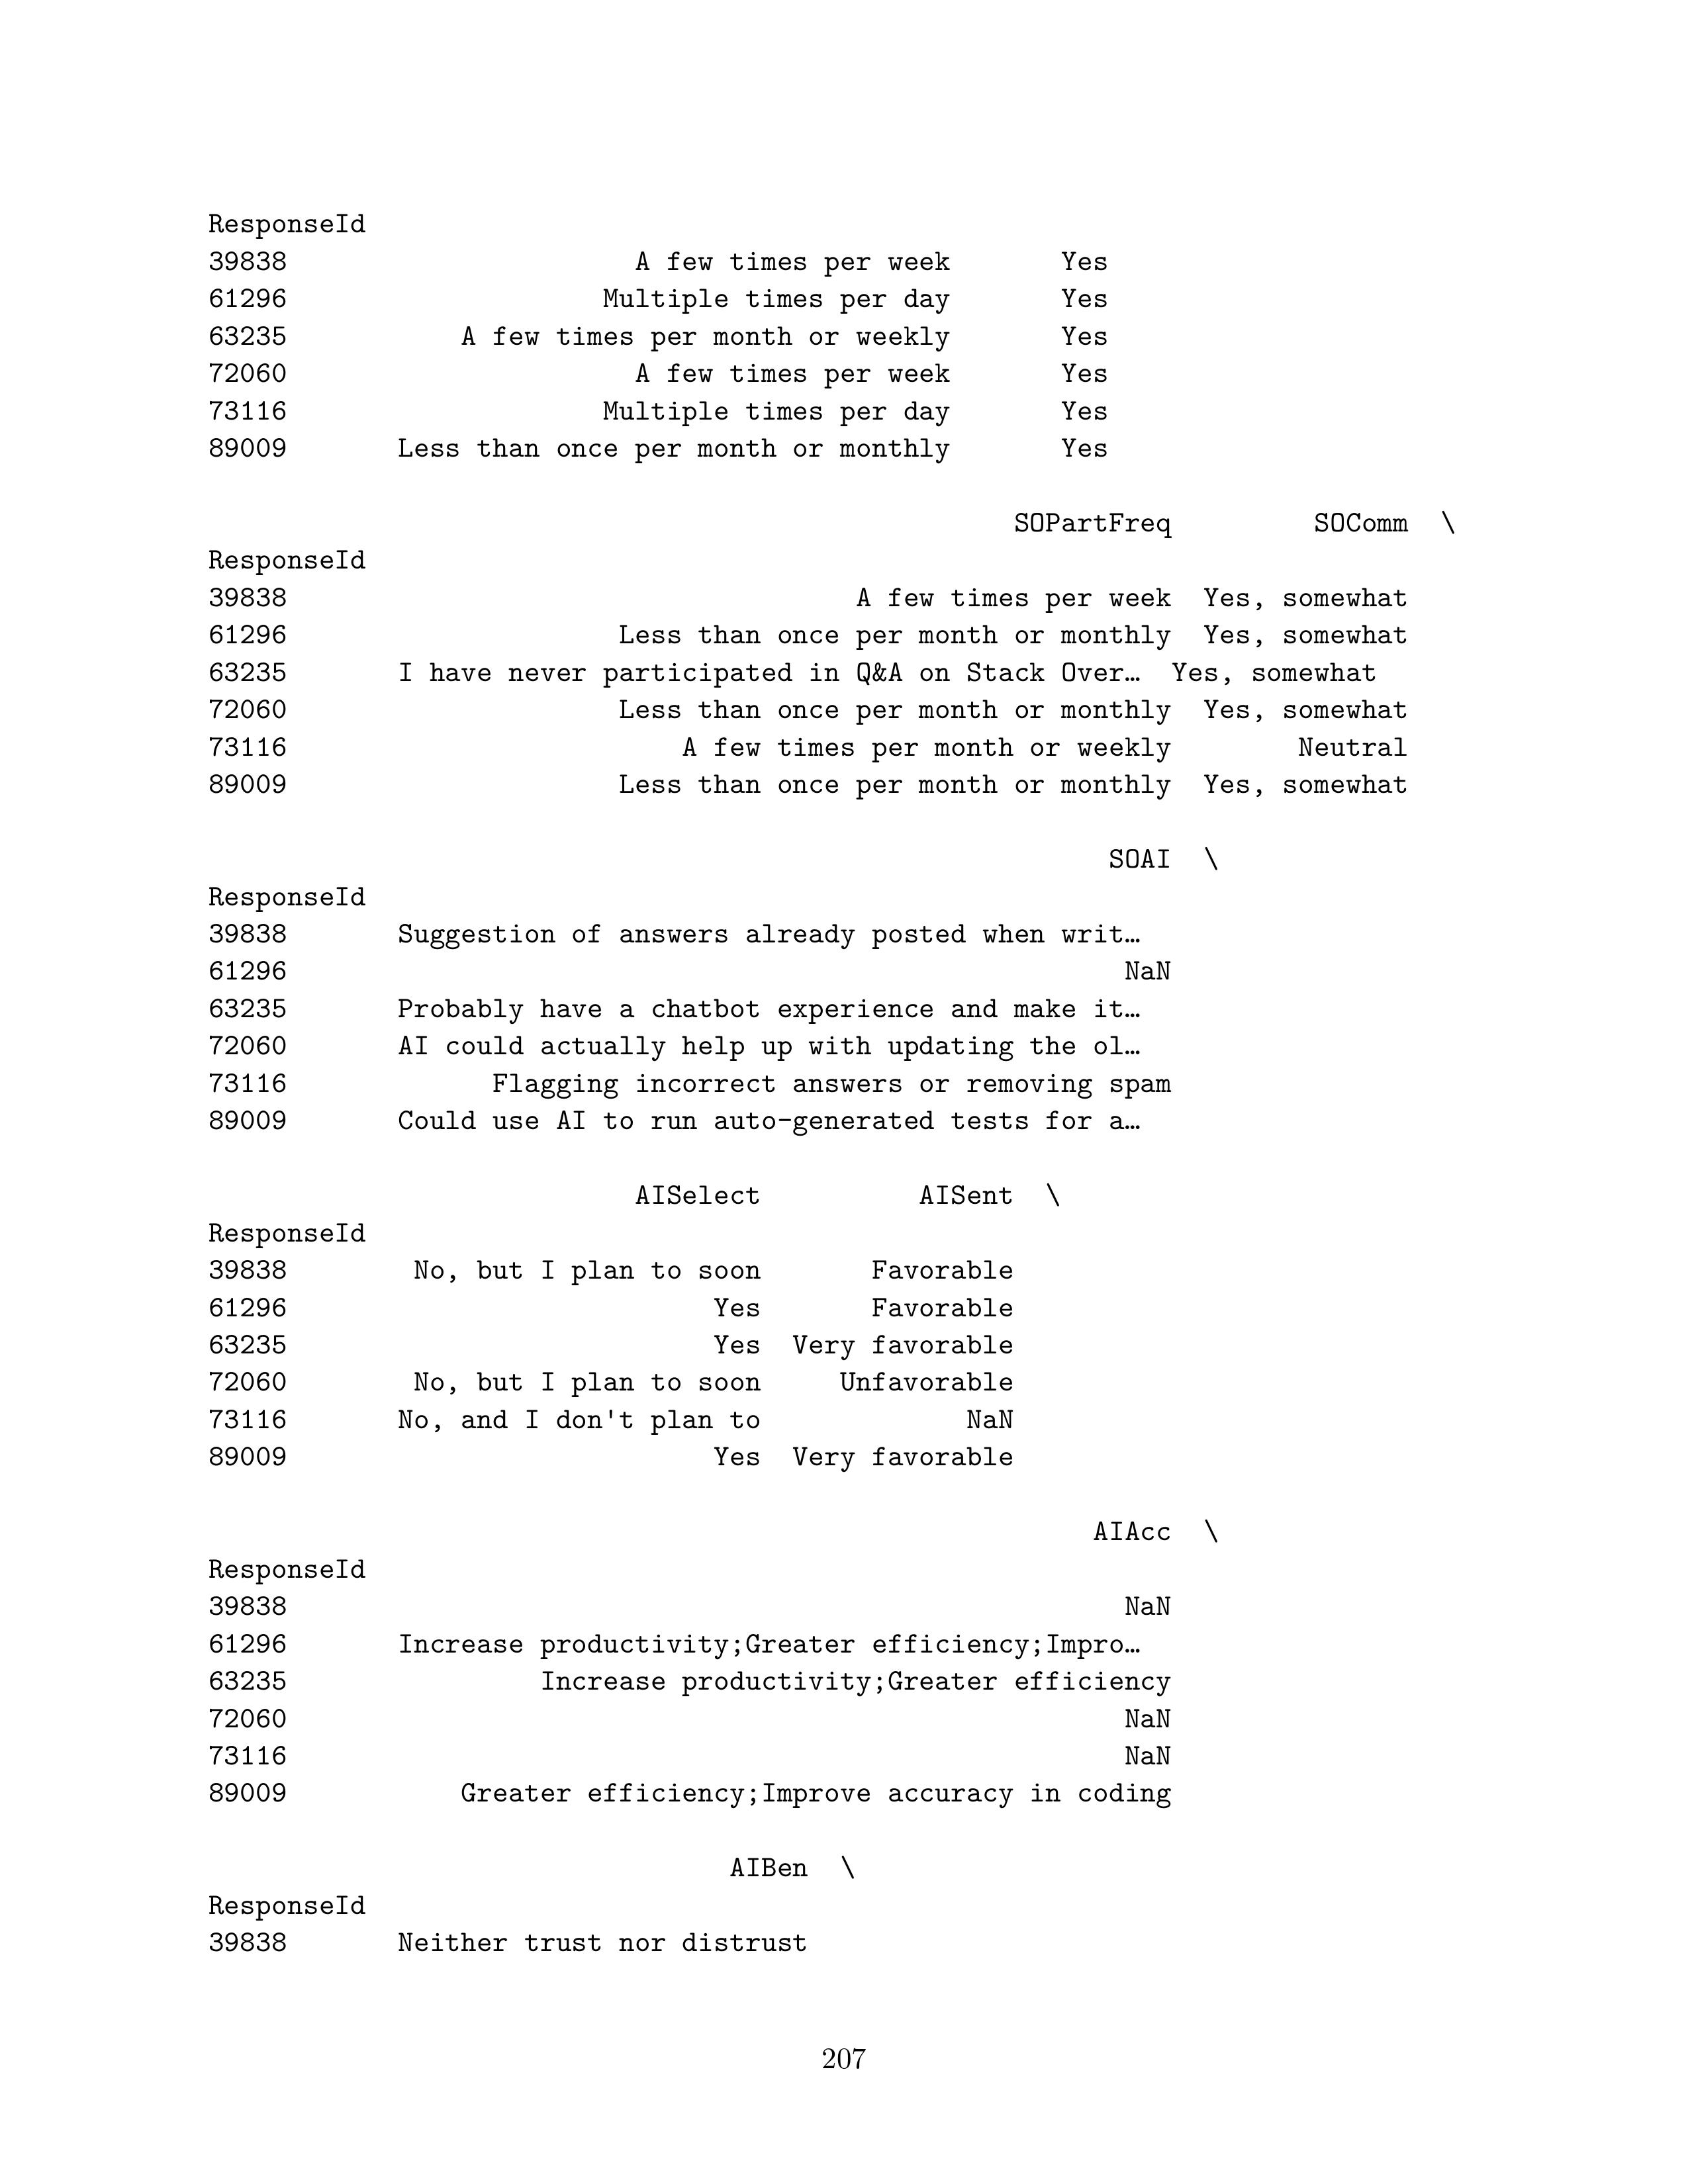 ResponseId
39838 A few times per week Yes
61296 Multiple times per day Yes
63235 A few times per month or weekly Yes
72060 A few times per week Yes
73116 Multiple times per day Yes
89009 Less than once per month or monthly Yes
SOPartFreq SOComm \
ResponseId
39838 A few times per week Yes, somewhat
61296 Less than once per month or monthly Yes, somewhat
63235 I have never participated in Q&A on Stack Over… Yes, somewhat
72060 Less than once per month or monthly Yes, somewhat
73116 A few times per month or weekly Neutral
89009 Less than once per month or monthly Yes, somewhat
SOAI \
ResponseId
39838 Suggestion of answers already posted when writ…
61296 NaN
63235 Probably have a chatbot experience and make it…
72060 AI could actually help up with updating the ol…
73116 Flagging incorrect answers or removing spam
89009 Could use AI to run auto-generated tests for a…
AISelect AISent \
ResponseId
39838 No, but I plan to soon Favorable
61296 Yes Favorable
63235 Yes Very favorable
72060 No, but I plan to soon Unfavorable
73116 No, and I don't plan to NaN
89009 Yes Very favorable
AIAcc \
ResponseId
39838 NaN
61296 Increase productivity;Greater efficiency;Impro…
63235 Increase productivity;Greater efficiency
72060 NaN
73116 NaN
89009 Greater efficiency;Improve accuracy in coding
AIBen \
ResponseId
39838 Neither trust nor distrust
207